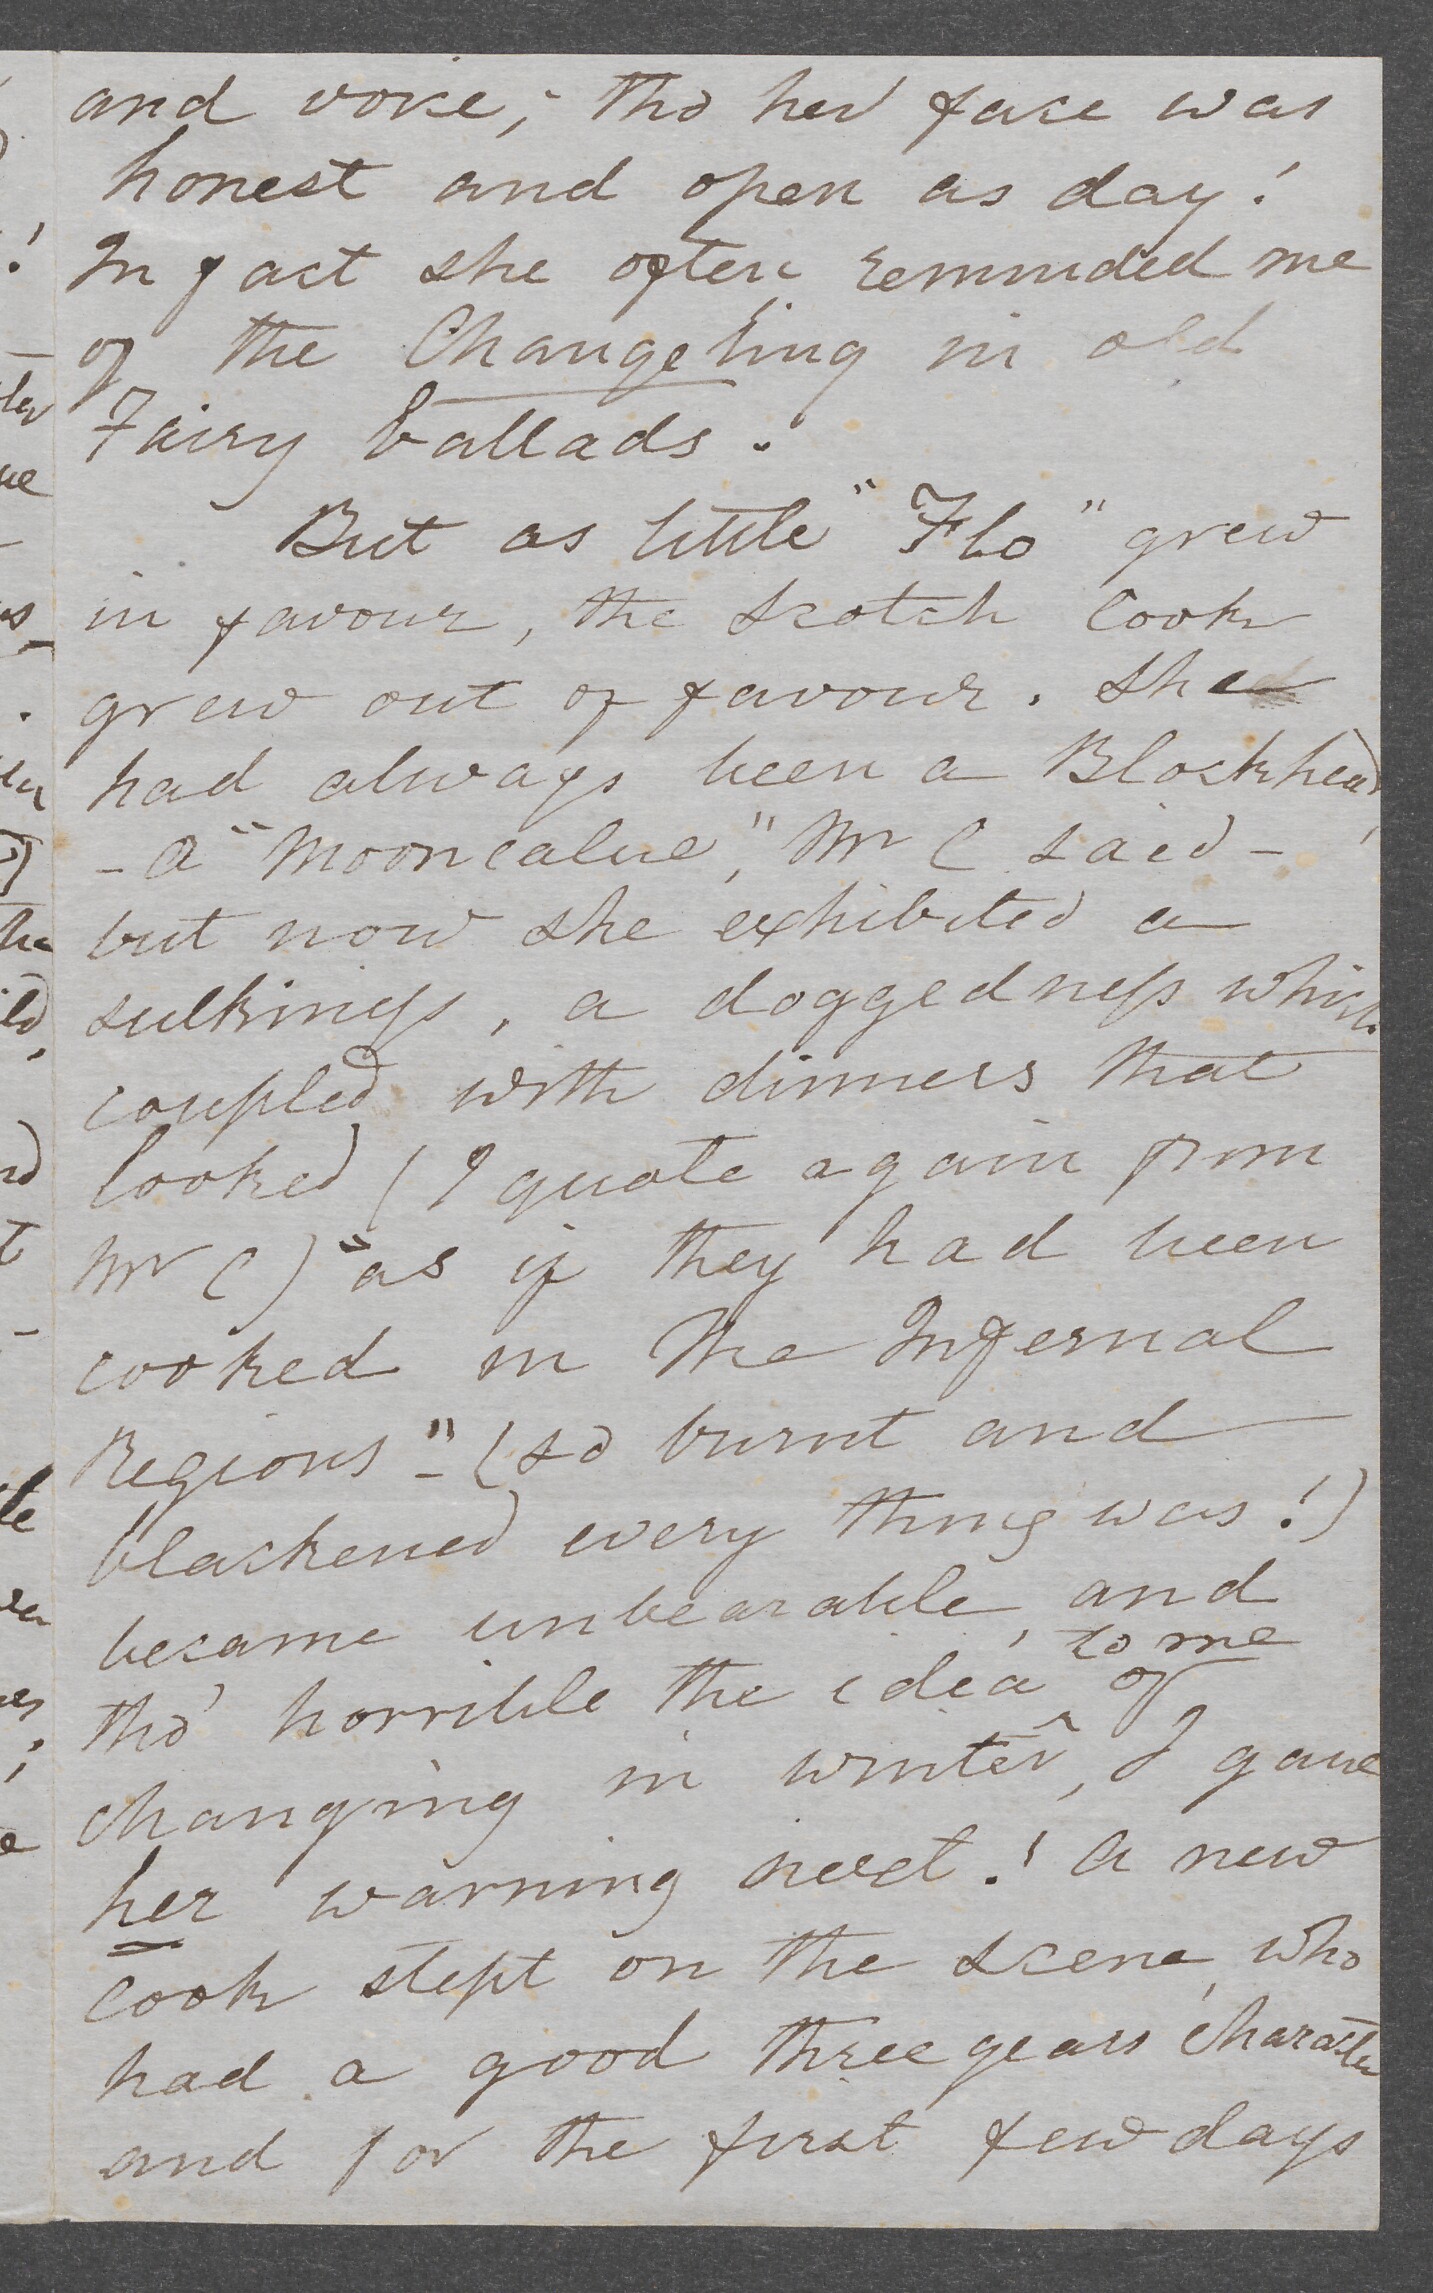 and voice; tho her face was
honest and open as day!
In fact she often reminded me
of the Changeling in old
Fairy ballads.
But as little "Flo" grew
in favour, the Scotch Cook
grew out of favour. She
had always been a Blockhead
- a "Mooncalve," Mr C said - !
but now she exhibited a
sulkiness, a doggedness which
coupled with dinners that
looked (I quote again from
Mr C) "as if they had been
cooked in The Infernal
Regions"- (so burnt and
blackened every thing was!)
became unbearable, and
tho' horrible the idea to me of
changing in winter, I gave
her warning next! A new
cook stept on the scene, who
had a good three years character
and for the first few days